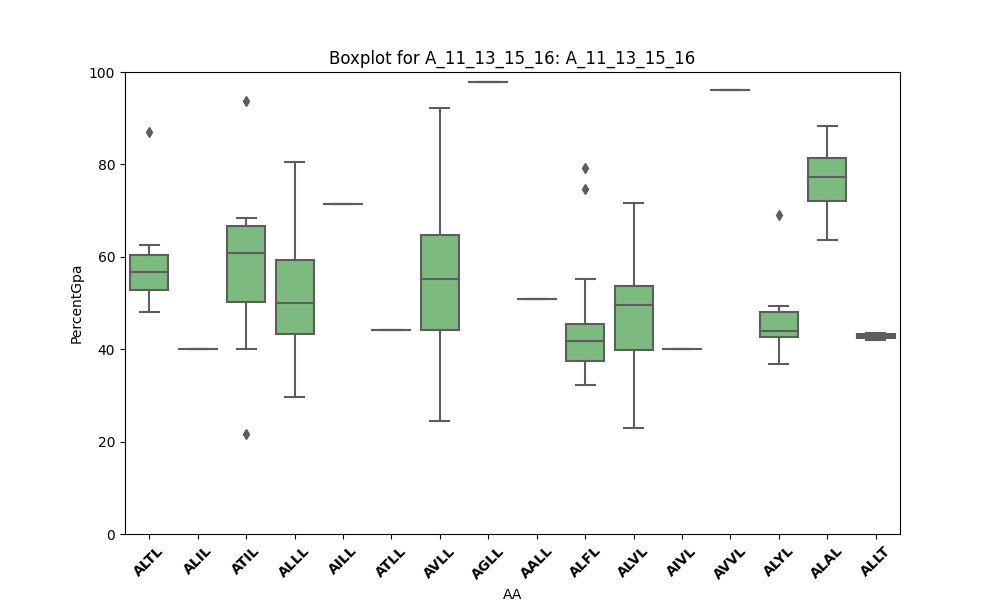 Boxplot for A_11_13_15_16: A_11_13_15_16
100
80
60
40
20
0
PercentGpa
ALTL ALIL ATIL ALLL AILL ATLL AVLL AGLL AALL ALFL ALVL AIVL AVVL ALYL ALAL ALLT
AA